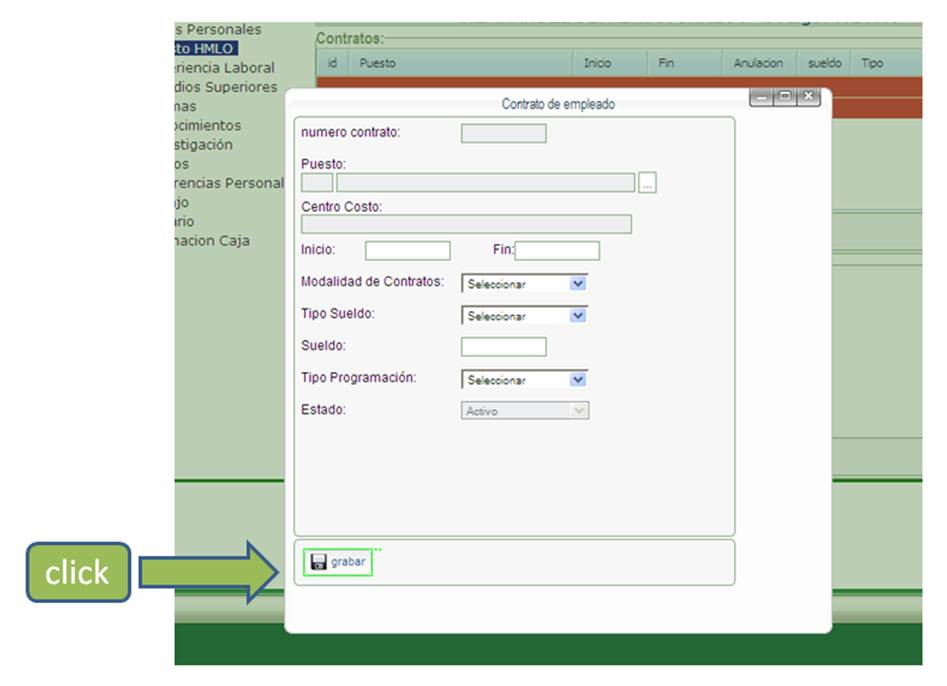 s Personales
sto HMLO
Contratos:
eriencia Laboral
id Puesto Inicio Fin Anulacion sueldo Tipo
dios Superiores
mas
Contrato de empleado
ocimientos
numero contrato:
stigación
os
Puesto:
...
rencias Personal
jo
Centro Costo:
ario
nacion Caja
Inicio: Fin:
Modalidad de Contratos: Seleccionar
Tipo Sueldo: Seleccionar
Sueldo:
Tipo Programación: Seleccionar
Estado: Activo
grabar
click